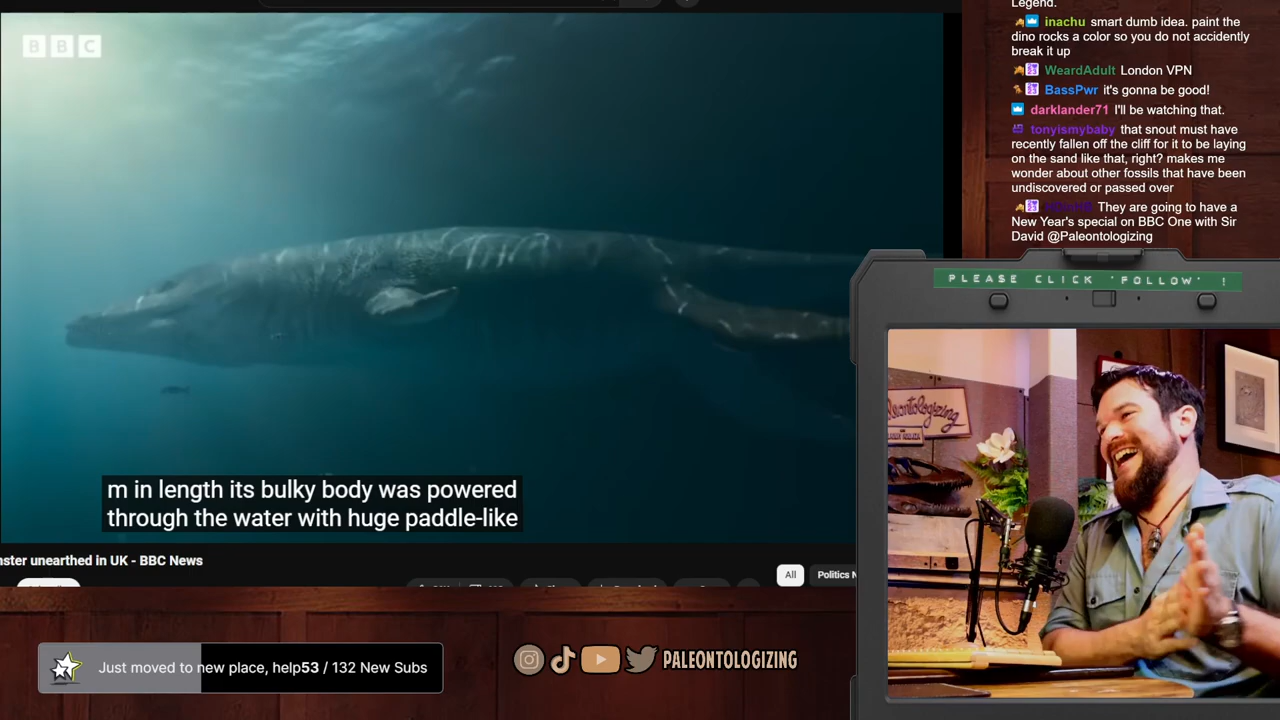 BBC
m in length its bulky body was powered
through the water with huge paddle-like
nster unearthed in UK - BBC News
All
Politics N
Legend.
inachu smart dumb idea. paint the
dino rocks a color so you do not accidently
break it up
WeardAdult London VPN
BassPwr it's gonna be good!
darklander71 I'll be watching that.
tonyismybaby that snout must have
recently fallen off the cliff for it to be laying
on the sand like that, right? makes me
wonder about other fossils that have been
undiscovered or passed over
They are going to have a
New Year's special on BBC One with Sir
David @Paleontologizing
PLEASE CLICK 'FOLLOW' !
Just moved to new place, help53 / 132 New Subs
PALEONTOLOGIZING